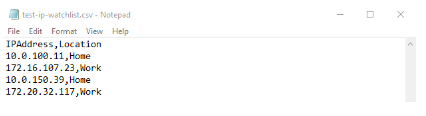 test-ip-watchlist.csv - Notepad
File Edit Format View Help
IPAddress,Location
10.0.100.11,Home
172.16.107.23,Work
10.0.150.39,Home
172.20.32.117,Work